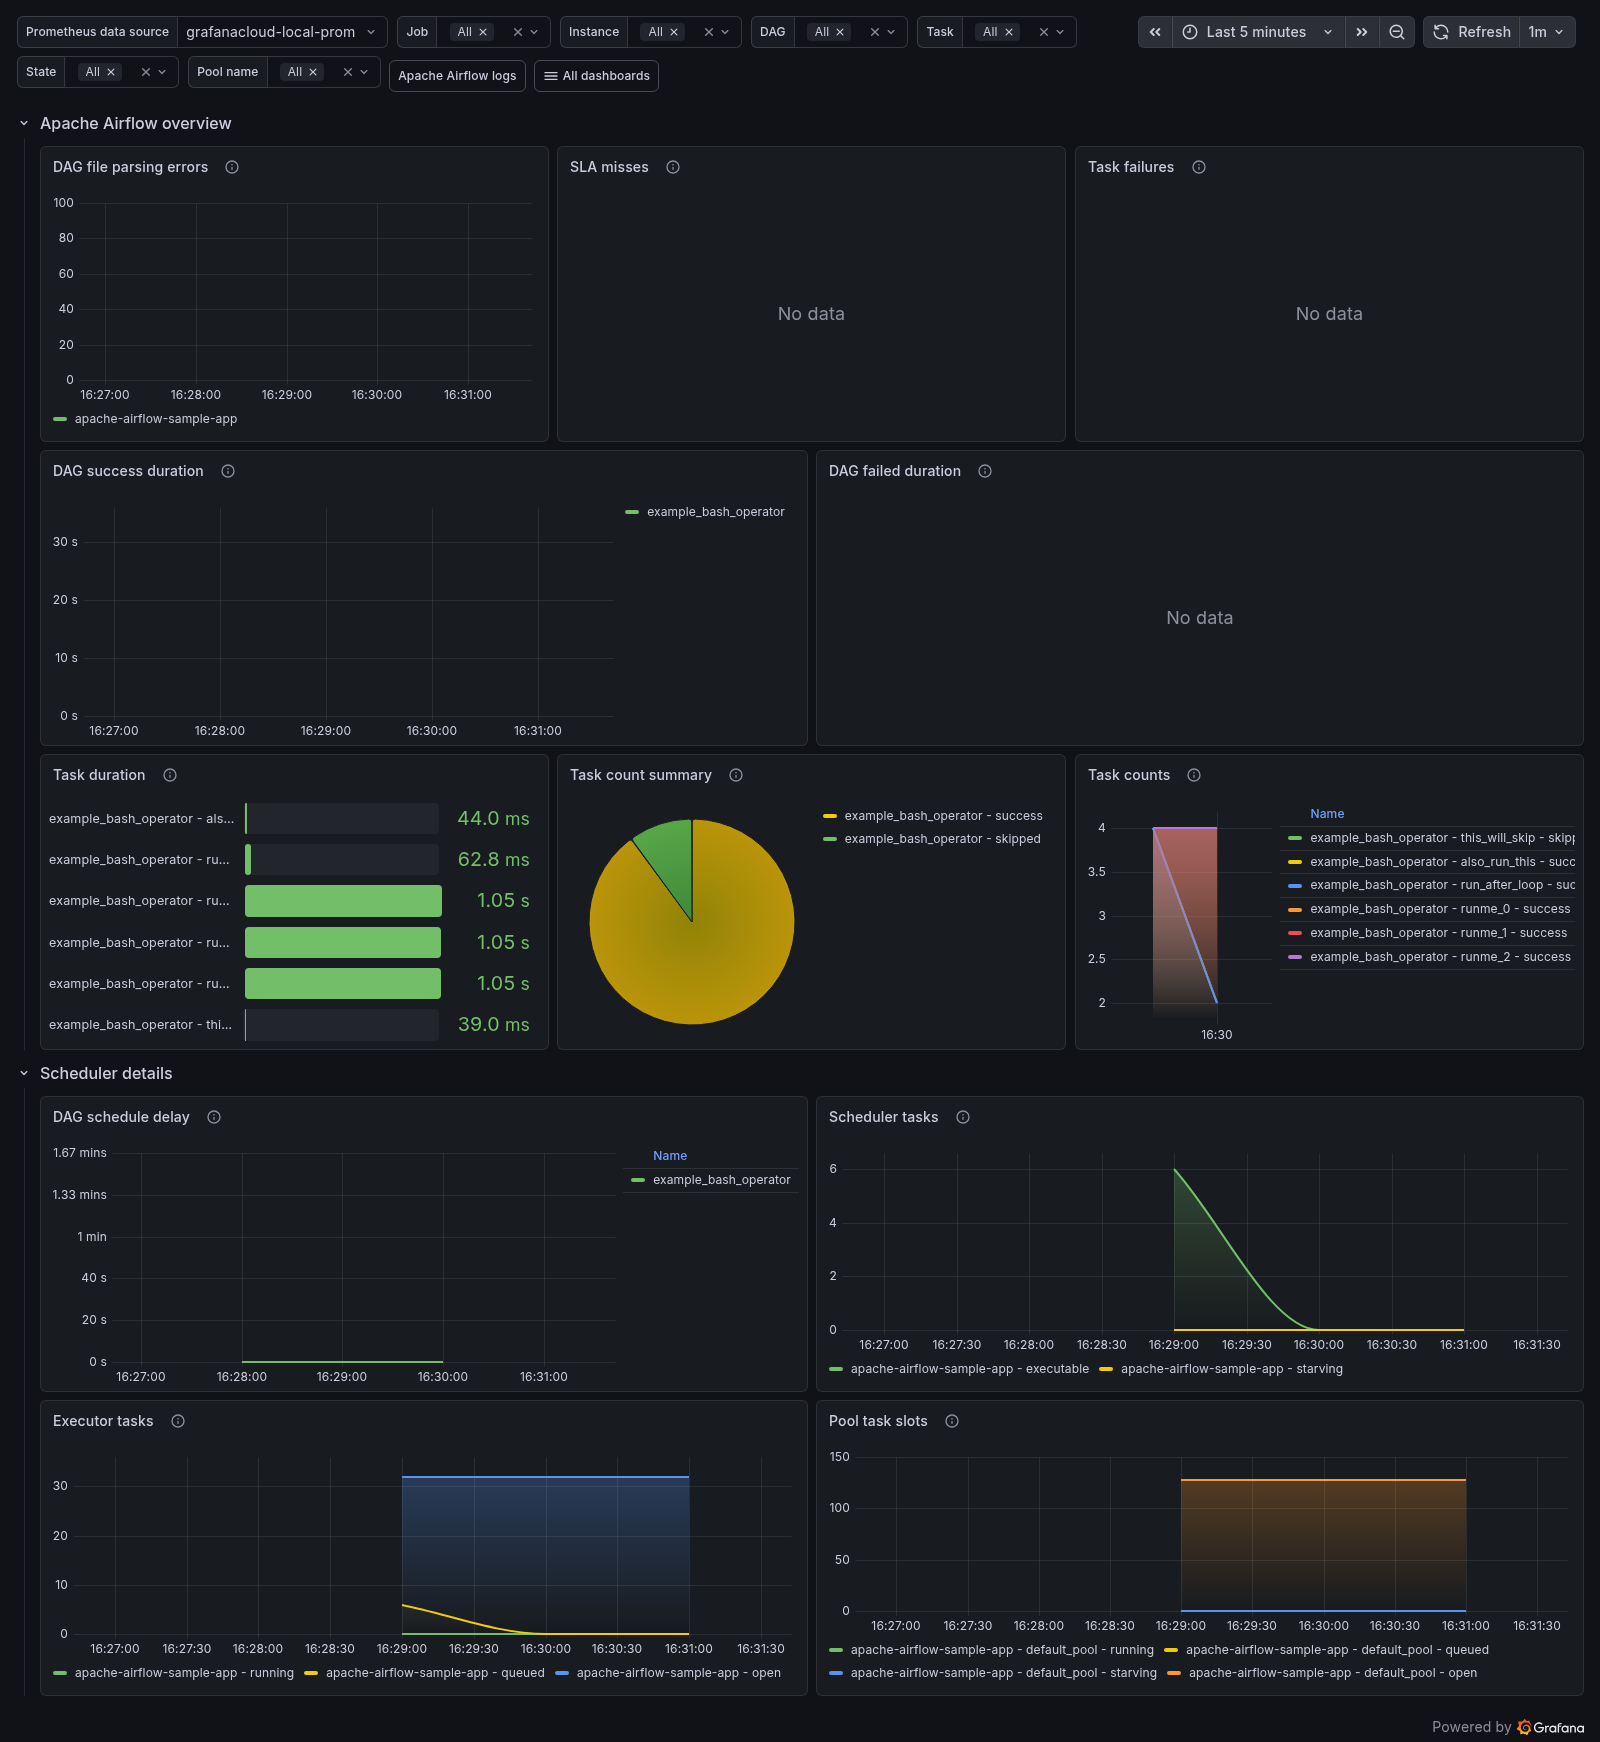 Prometheus data source grafanacloud-local-prom Job All Instance All DAG All Task All Last 5 minutes Refresh 1m
State All Pool name All Apache Airflow logs All dashboards
Apache Airflow overview
DAG file parsing errors
100
80
60
40
20
0
16:27:00 16:28:00 16:29:00 16:30:00 16:31:00
apache-airflow-sample-app
SLA misses
No data
Task failures
No data
DAG success duration
30 s
20 s
10 s
0 s
16:27:00 16:28:00 16:29:00 16:30:00 16:31:00
example_bash_operator
DAG failed duration
No data
Task duration
example_bash_operator - als... 44.0 ms
example_bash_operator - ru... 62.8 ms
example_bash_operator - ru... 1.05 s
example_bash_operator - ru... 1.05 s
example_bash_operator - ru... 1.05 s
example_bash_operator - thi... 39.0 ms
Task count summary
example_bash_operator - success
example_bash_operator - skipped
Task counts
4
3.5
3
2.5
2
16:30
Name
example_bash_operator - this_will_skip - skipp
example_bash_operator - also_run_this - succ
example_bash_operator - run_after_loop - suc
example_bash_operator - runme_0 - success
example_bash_operator - runme_1 - success
example_bash_operator - runme_2 - success
Scheduler details
DAG schedule delay
1.67 mins
1.33 mins
1 min
40 s
20 s
0 s
16:27:00 16:28:00 16:29:00 16:30:00 16:31:00
Name
example_bash_operator
Scheduler tasks
6
4
2
0
16:27:00 16:27:30 16:28:00 16:28:30 16:29:00 16:29:30 16:30:00 16:30:30 16:31:00 16:31:30
apache-airflow-sample-app - executable apache-airflow-sample-app - starving
Executor tasks
30
20
10
0
16:27:00 16:27:30 16:28:00 16:28:30 16:29:00 16:29:30 16:30:00 16:30:30 16:31:00 16:31:30
apache-airflow-sample-app - running apache-airflow-sample-app - queued apache-airflow-sample-app - open
Pool task slots
150
100
50
0
16:27:00 16:27:30 16:28:00 16:28:30 16:29:00 16:29:30 16:30:00 16:30:30 16:31:00 16:31:30
apache-airflow-sample-app - default_pool - running apache-airflow-sample-app - default_pool - queued
apache-airflow-sample-app - default_pool - starving apache-airflow-sample-app - default_pool - open
Powered by Grafana